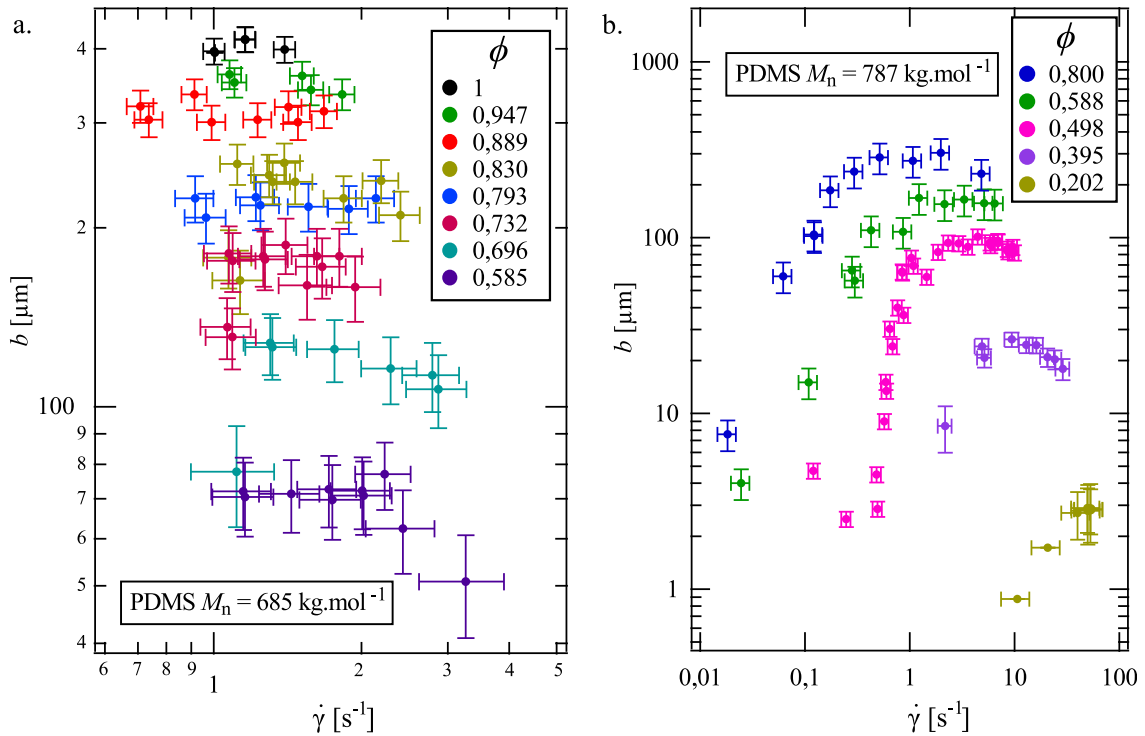 a.
4
3
2
100
9
8
7
6
5
4
b [μm]
ϕ
1
0,947
0,889
0,830
0,793
0,732
0,696
0,585
PDMS Mn = 685 kg.mol-1
6 7 8 9 1 2 3 4 5
γ̇ [s-1]
b.
1000
100
10
1
b [μm]
PDMS Mn = 787 kg.mol-1
ϕ
0,800
0,588
0,498
0,395
0,202
0,01 0,1 1 10 100
γ̇ [s-1]